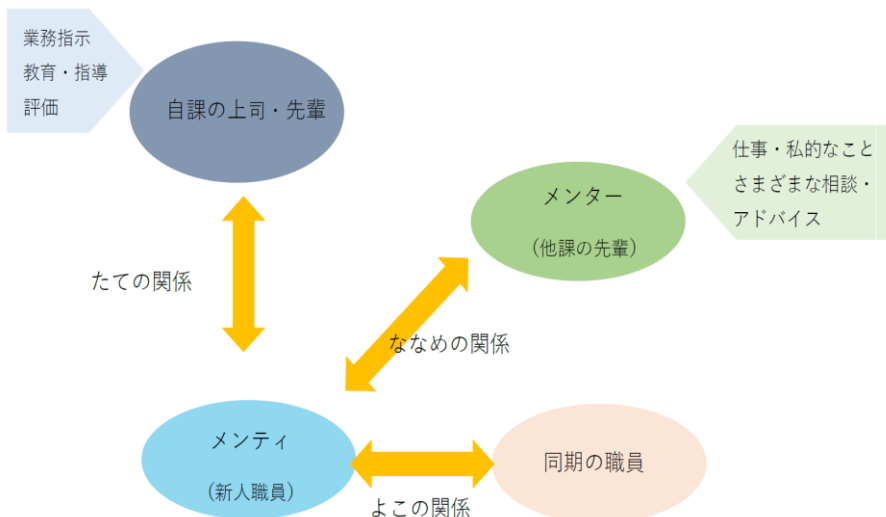 業務指示
教育・指導
評価
自課の上司・先輩
仕事・私的なこと
さまざまな相談・
アドバイス
メンター
(他課の先輩)
たての関係
ななめの関係
メンティ
(新人職員)
同期の職員
よこの関係